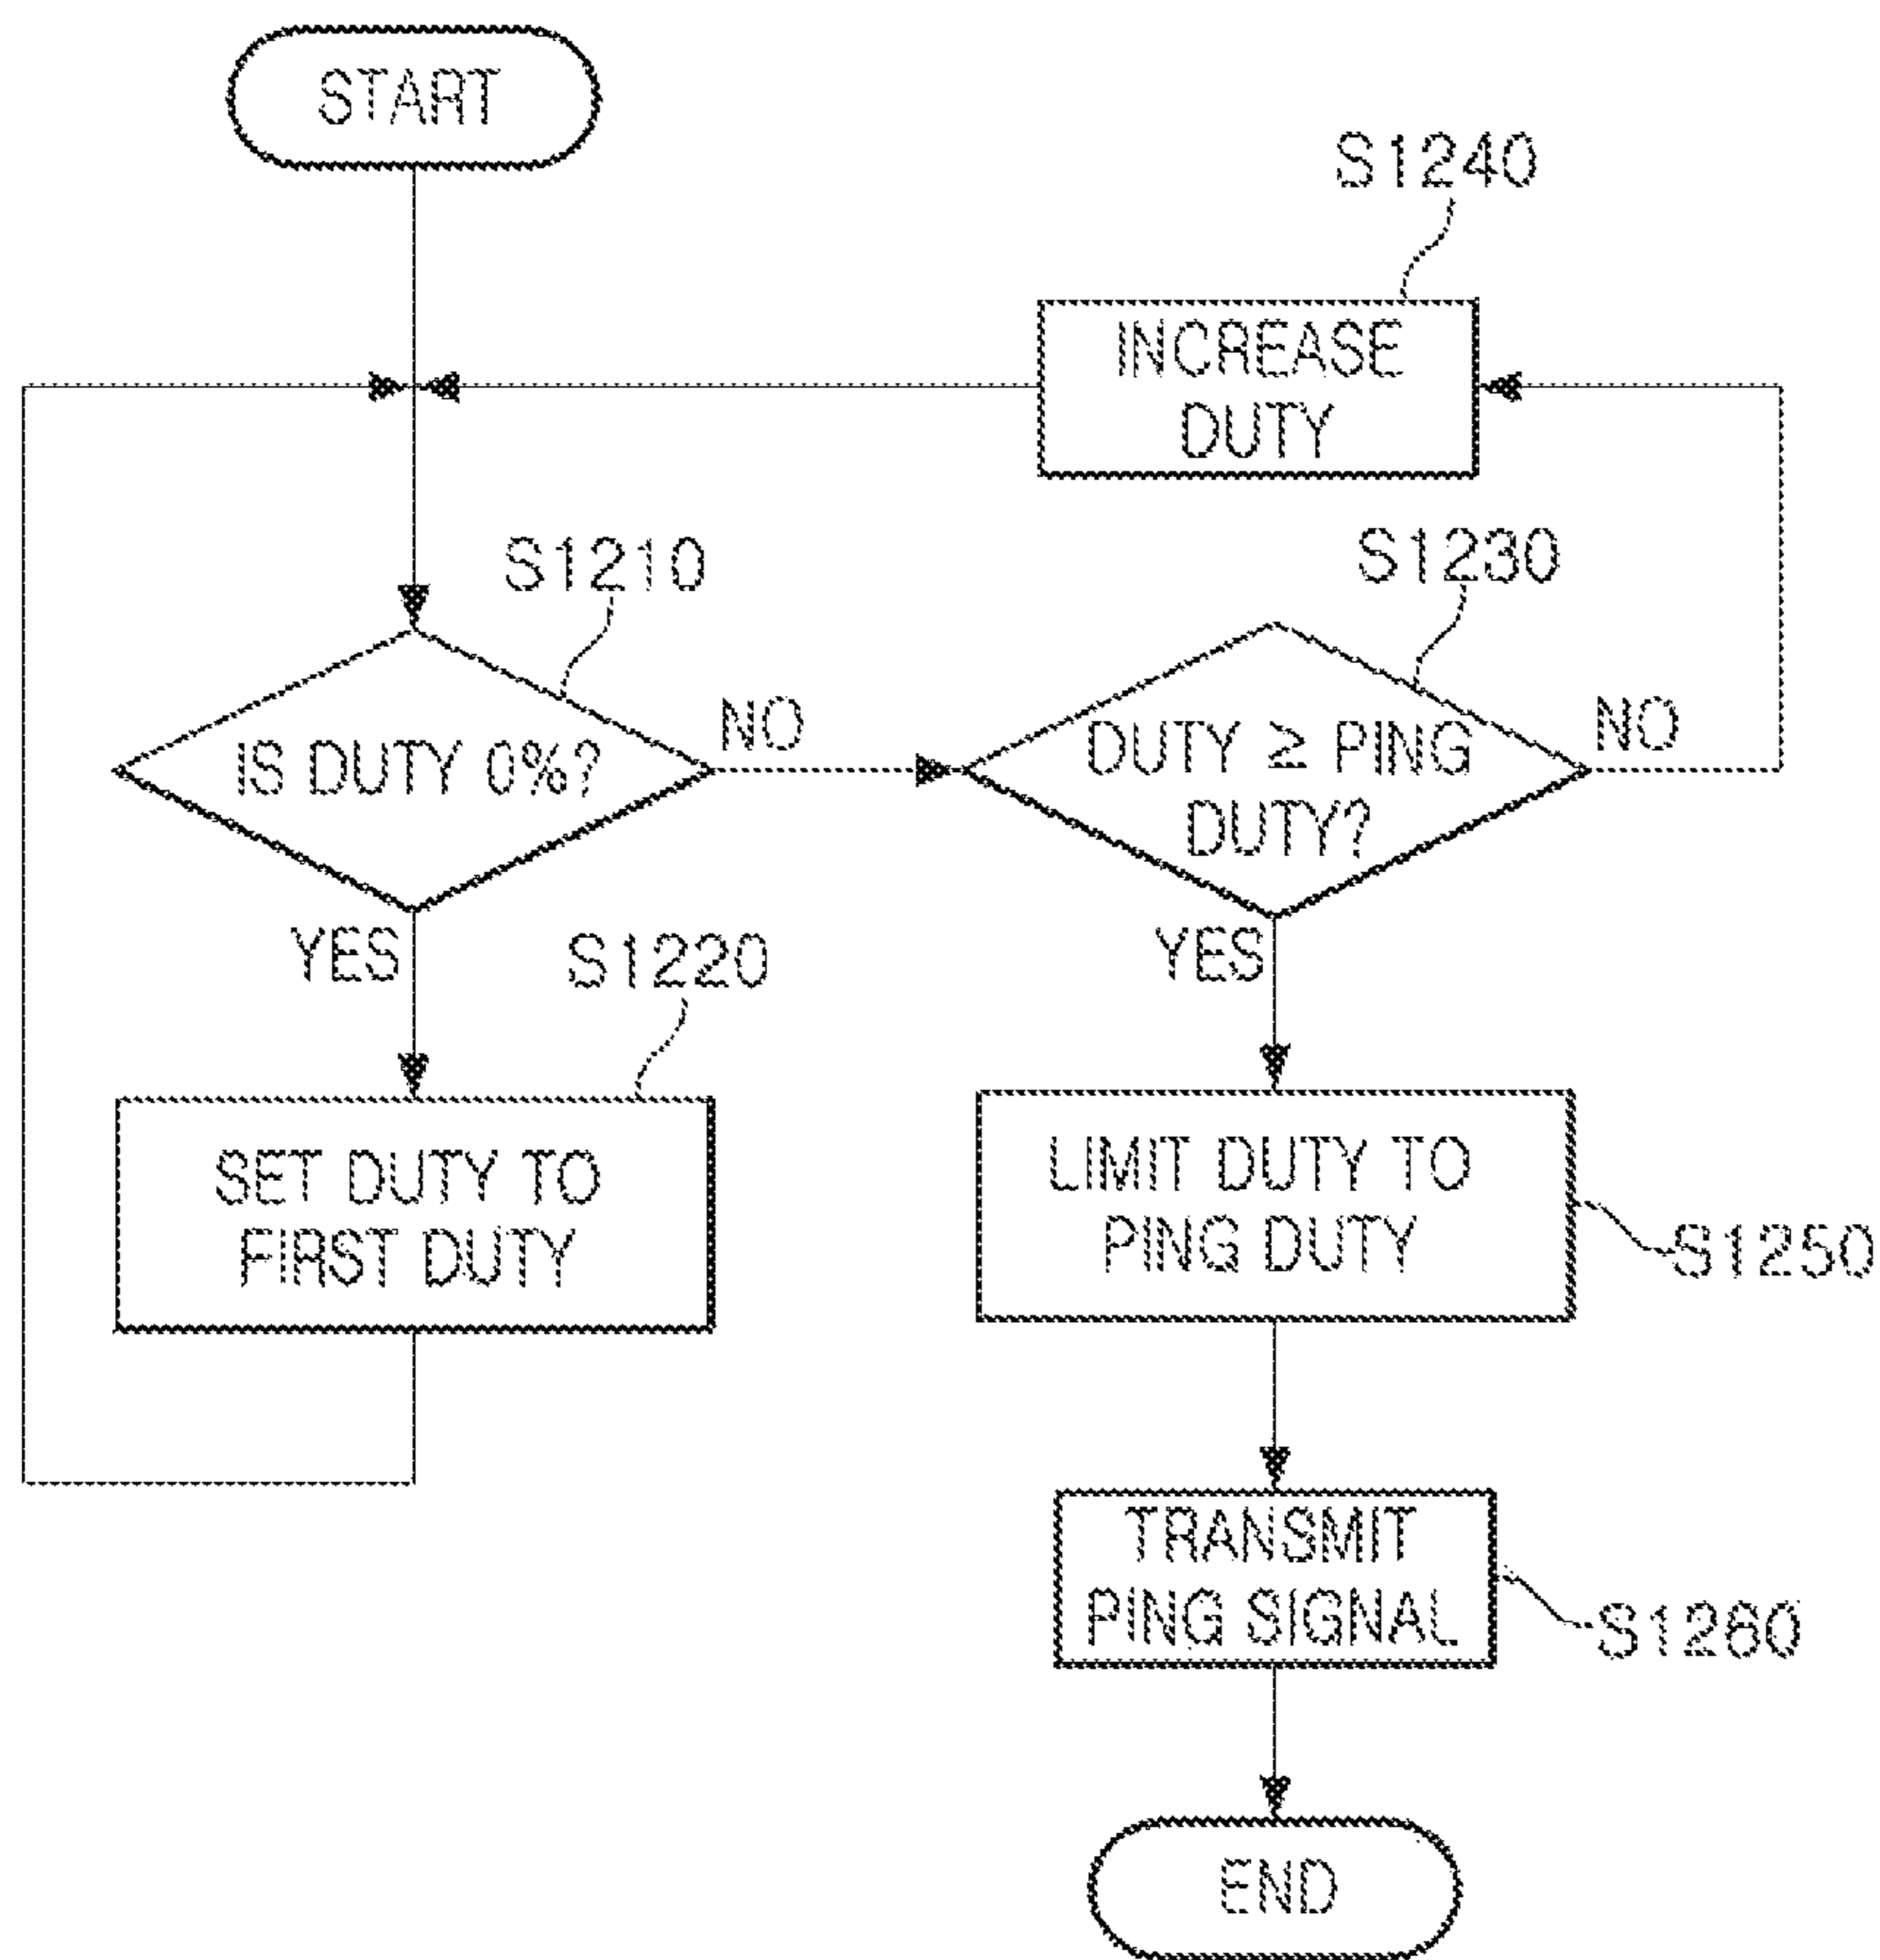 START
S1240
INCREASE
DUTY
S1210
S1230
IS DUTY 0%?
NO
DUTY ≥ PING
DUTY?
NO
YES
S1220
YES
SET DUTY TO
FIRST DUTY
LIMIT DUTY TO
PING DUTY
S1250
TRANSMIT
PING SIGNAL
S1260
END